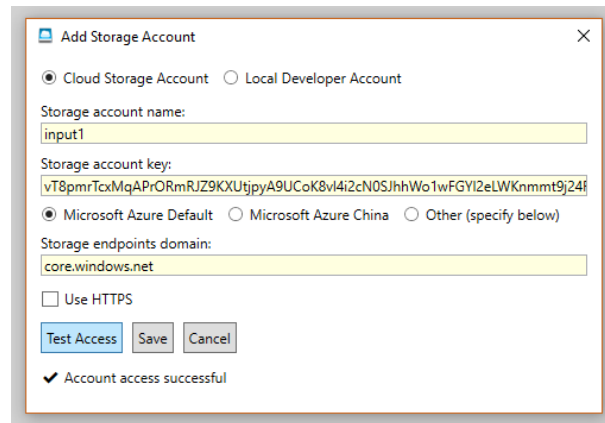 Add Storage Account
Cloud Storage Account Local Developer Account
Storage account name:
input1
Storage account key:
Microsoft Azure Default Microsoft Azure China Other (specify below)
Storage endpoints domain:
core.windows.net
Use HTTPS
Test Access Save Cancel
Account access successful